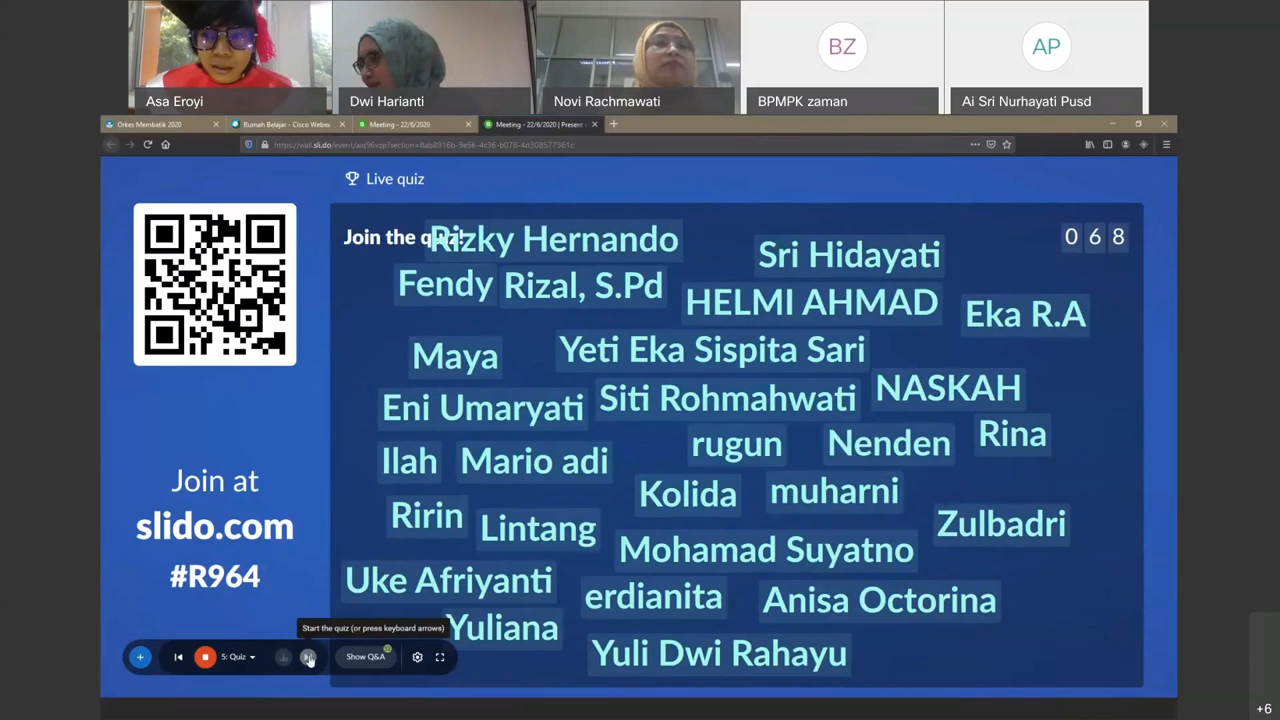 BZ
AP
Asa Eroyi
Dwi Harianti
Novi Rachmawati
BPMPK zaman
Ai Sri Nurhayati Pusd
Orkes Membatik 2020
Rumah Belajar - Cisco Webex
Meeting - 22/6/2020
Meeting - 22/6/2020 | Present
Live quiz
Join the quiz!
068
Rizky Hernando
Sri Hidayati
Fendy
Rizal, S.Pd
HELMI AHMAD
Eka R.A
Maya
Yeti Eka Sispita Sari
Eni Umaryati
Siti Rohmahwati
NASKAH
Ilah
Mario adi
rugun
Nenden
Rina
Kolida
muharni
Ririn
Lintang
Mohamad Suyatno
Zulbadri
Uke Afriyanti
erdianita
Anisa Octorina
Yuliana
Yuli Dwi Rahayu
Join at
slido.com
#R964
Start the quiz (or press keyboard arrows)
5: Quiz
Show Q&A
+6